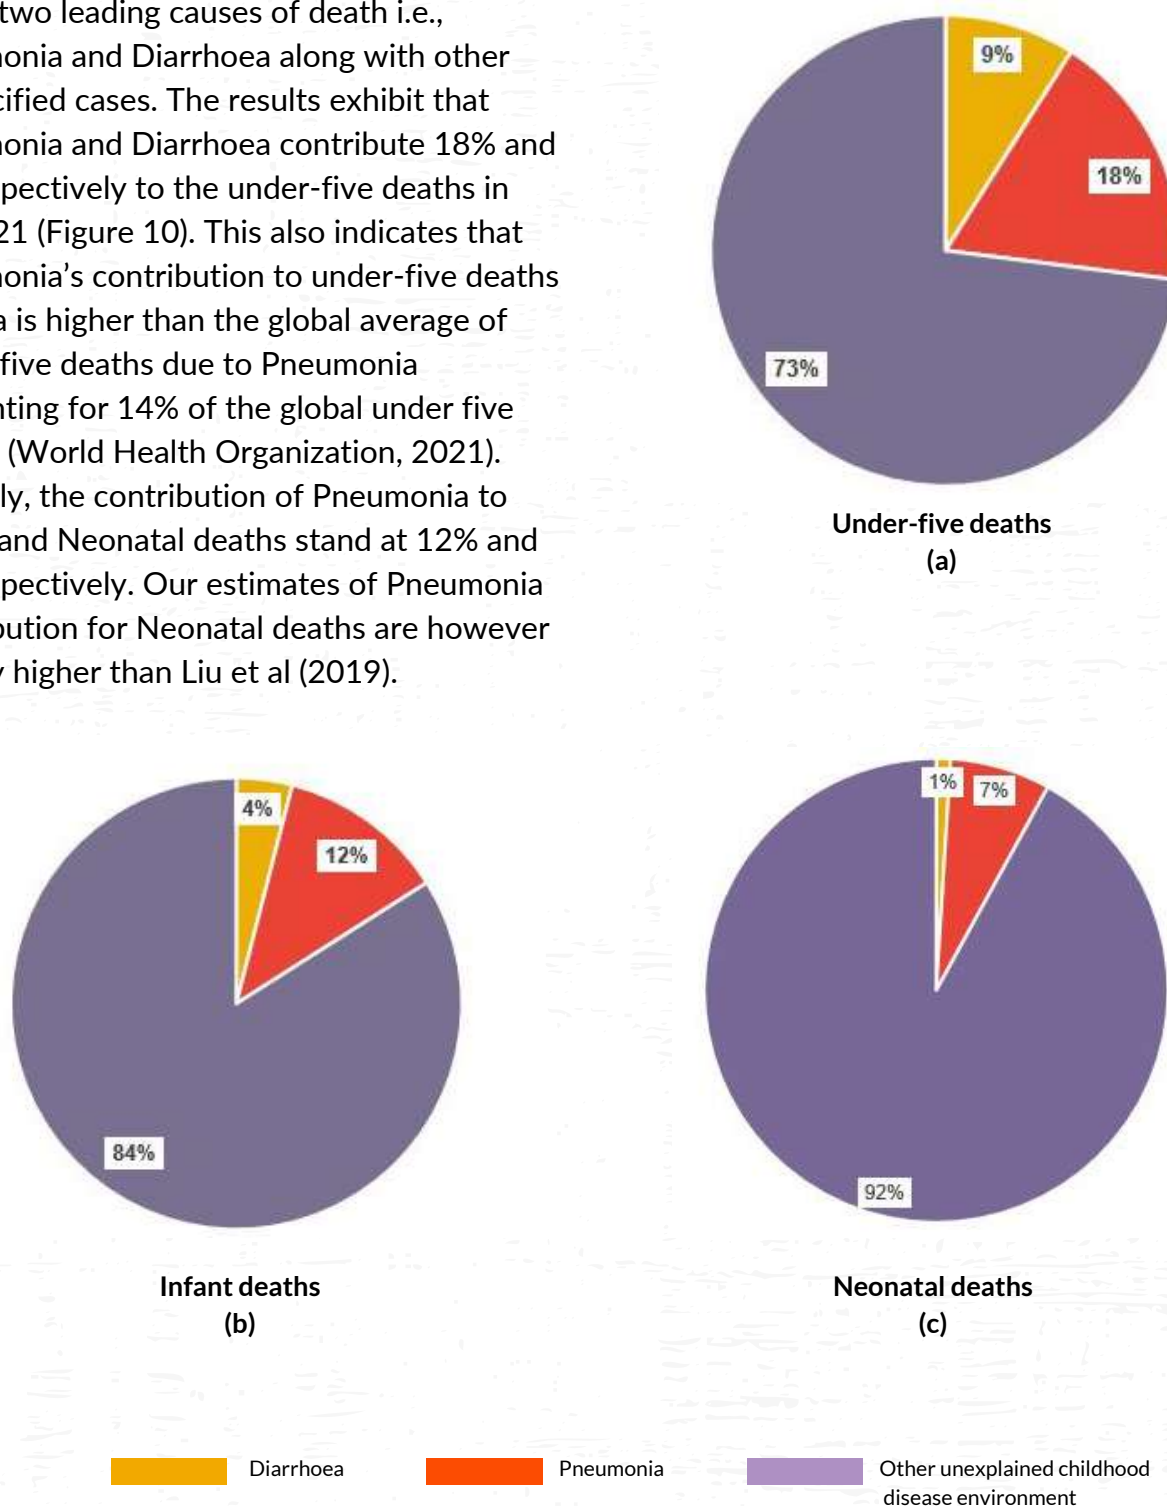 two leading causes of death i.e.,
onia and Diarrhoea along with other
cified cases. The results exhibit that
onia and Diarrhoea contribute 18% and
pectively to the under-five deaths in
21 (Figure 10). This also indicates that
onia’s contribution to under-five deaths
a is higher than the global average of
five deaths due to Pneumonia
nting for 14% of the global under five
(World Health Organization, 2021).
ly, the contribution of Pneumonia to
and Neonatal deaths stand at 12% and
pectively. Our estimates of Pneumonia
bution for Neonatal deaths are however
y higher than Liu et al (2019).
9%
18%
73%
Under-five deaths
(a)
4%
12%
84%
Infant deaths
(b)
1%
7%
92%
Neonatal deaths
(c)
Diarrhoea
Pneumonia
Other unexplained childhood
disease environment